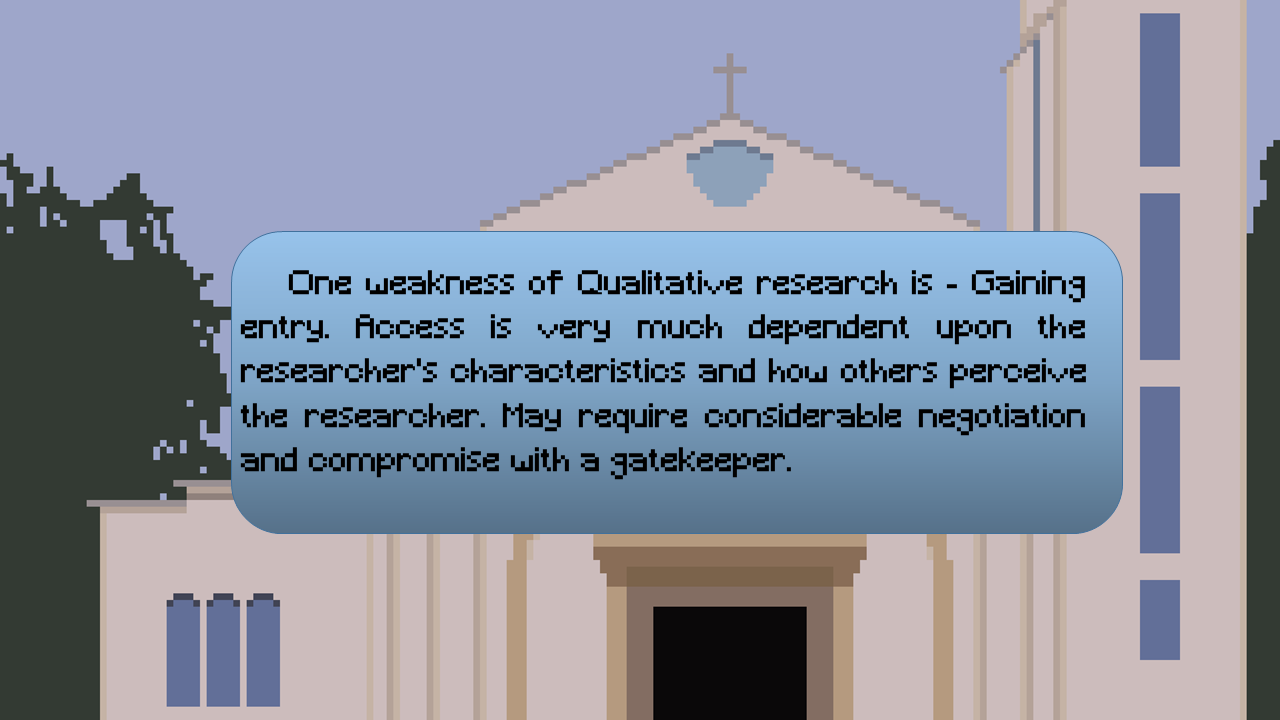 One weakness of Qualitative research is - Gaining
entry. Access is very much dependent upon the
researcher's characteristics and how others perceive
the researcher. May require considerable negotiation
and compromise with a gatekeeper.